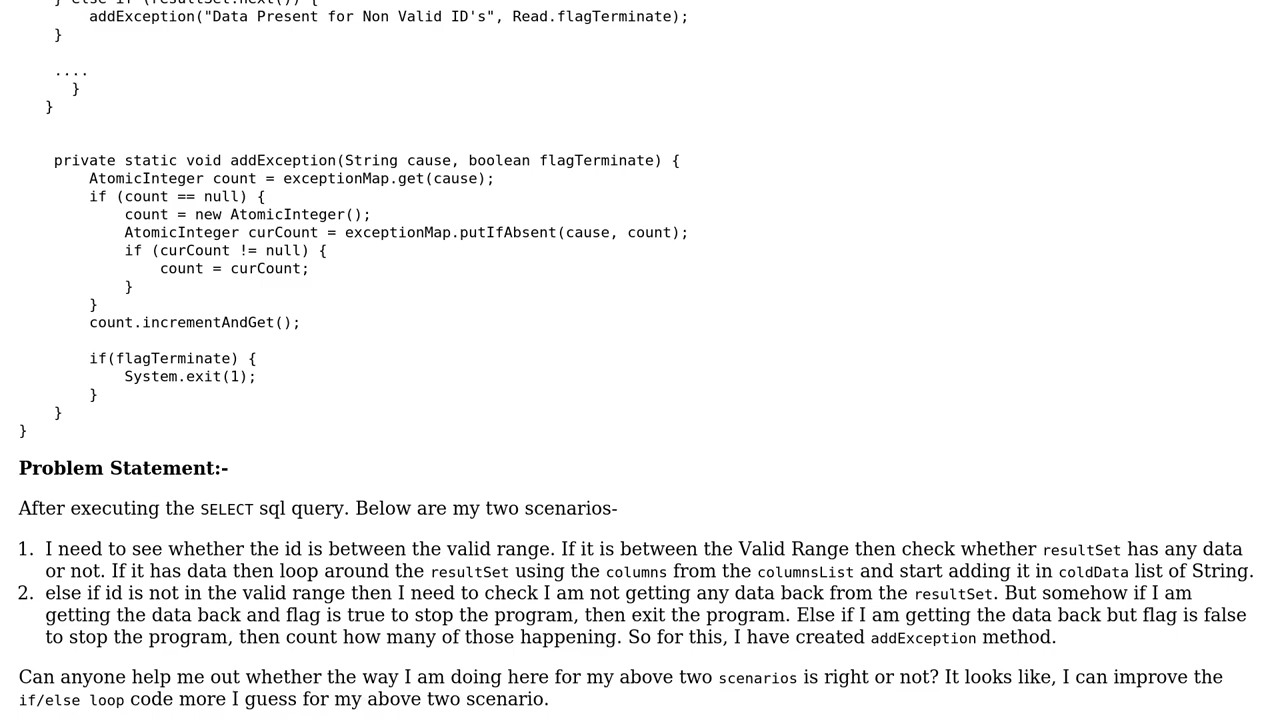 } else if (resultSet.next()) {
addException("Data Present for Non Valid ID's", Read.flagTerminate);
}
....
}
}
private static void addException(String cause, boolean flagTerminate) {
AtomicInteger count = exceptionMap.get(cause);
if (count == null) {
count = new AtomicInteger();
AtomicInteger curCount = exceptionMap.putIfAbsent(cause, count);
if (curCount != null) {
count = curCount;
}
}
count.incrementAndGet();
if(flagTerminate) {
System.exit(1);
}
}
}
Problem Statement:-
After executing the SELECT sql query. Below are my two scenarios-
1. I need to see whether the id is between the valid range. If it is between the Valid Range then check whether resultSet has any data
or not. If it has data then loop around the resultSet using the columns from the columnsList and start adding it in coldData list of String.
2. else if id is not in the valid range then I need to check I am not getting any data back from the resultSet. But somehow if I am
getting the data back and flag is true to stop the program, then exit the program. Else if I am getting the data back but flag is false
to stop the program, then count how many of those happening. So for this, I have created addException method.
Can anyone help me out whether the way I am doing here for my above two scenarios is right or not? It looks like, I can improve the
if/else loop code more I guess for my above two scenario.